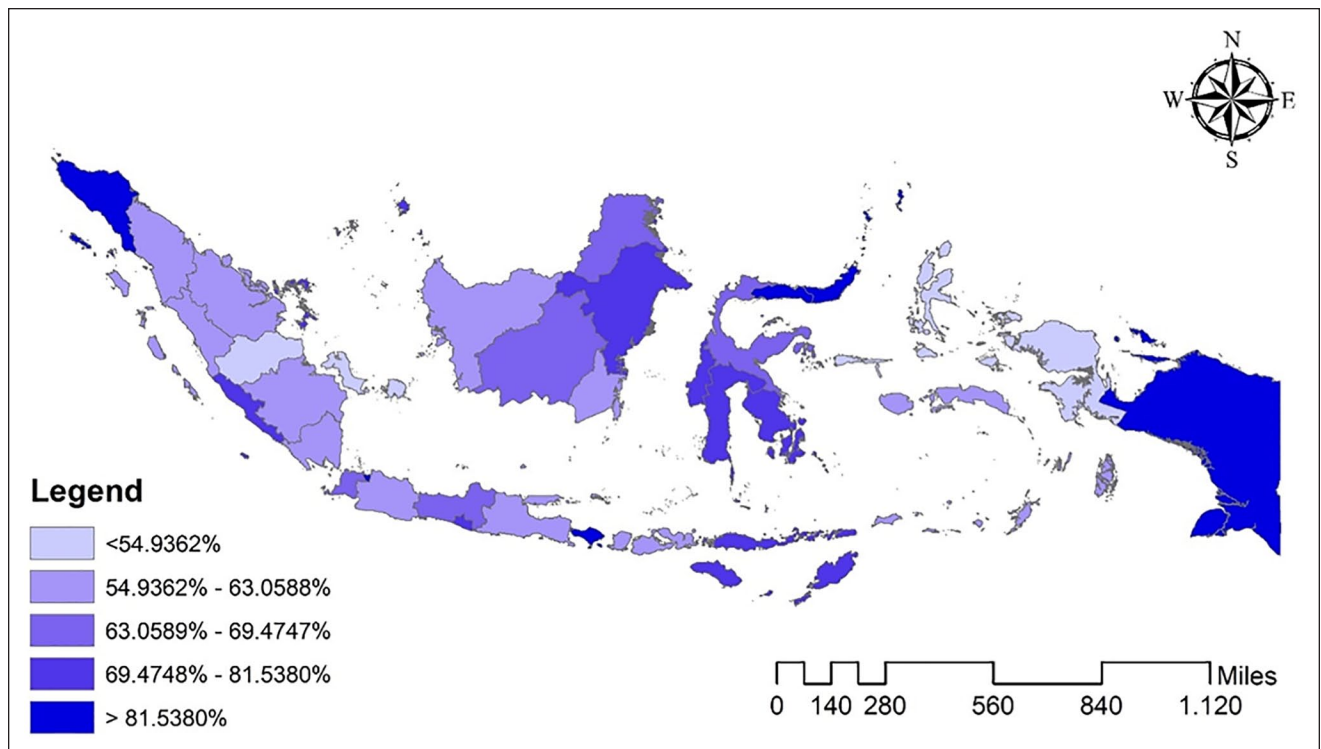 N
W E
S
Legend
<54.9362%
54.9362% - 63.0588%
63.0589% - 69.4747%
69.4748% - 81.5380%
> 81.5380%
Miles
0 140 280 560 840 1.120